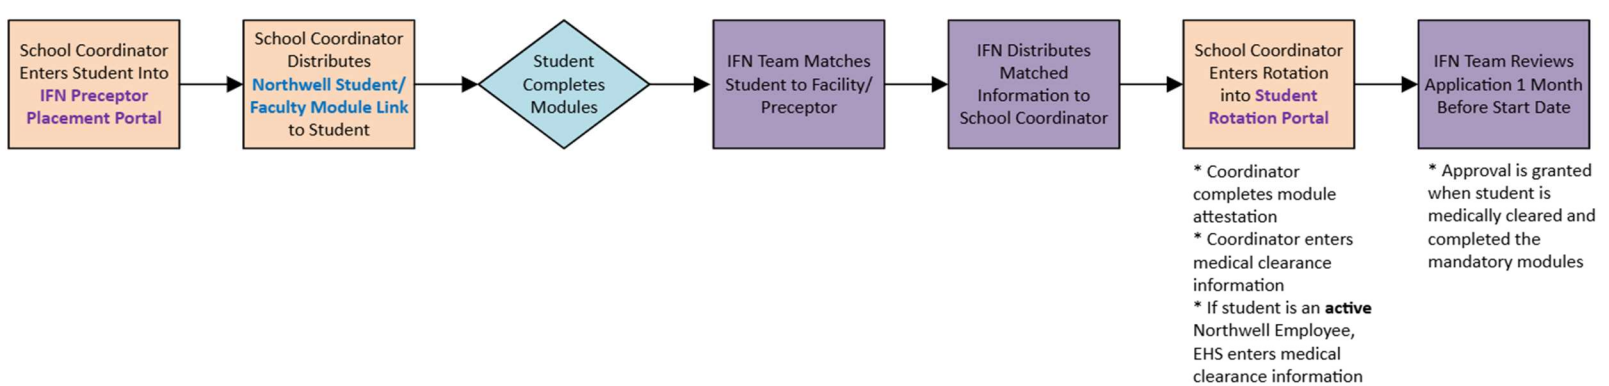 School Coordinator
Enters Student Into
IFN Preceptor
Placement Portal
School Coordinator
Distributes
Northwell Student/
Faculty Module Link
to Student
Student
Completes
Modules
IFN Team Matches
Student to Facility/
Preceptor
IFN Distributes
Matched
Information to
School Coordinator
School Coordinator
Enters Rotation
into Student
Rotation Portal
* Coordinator
completes module
attestation
* Coordinator enters
medical clearance
information
* If student is an active
Northwell Employee,
EHS enters medical
clearance information
IFN Team Reviews
Application 1 Month
Before Start Date
* Approval is granted
when student is
medically cleared and
completed the
mandatory modules